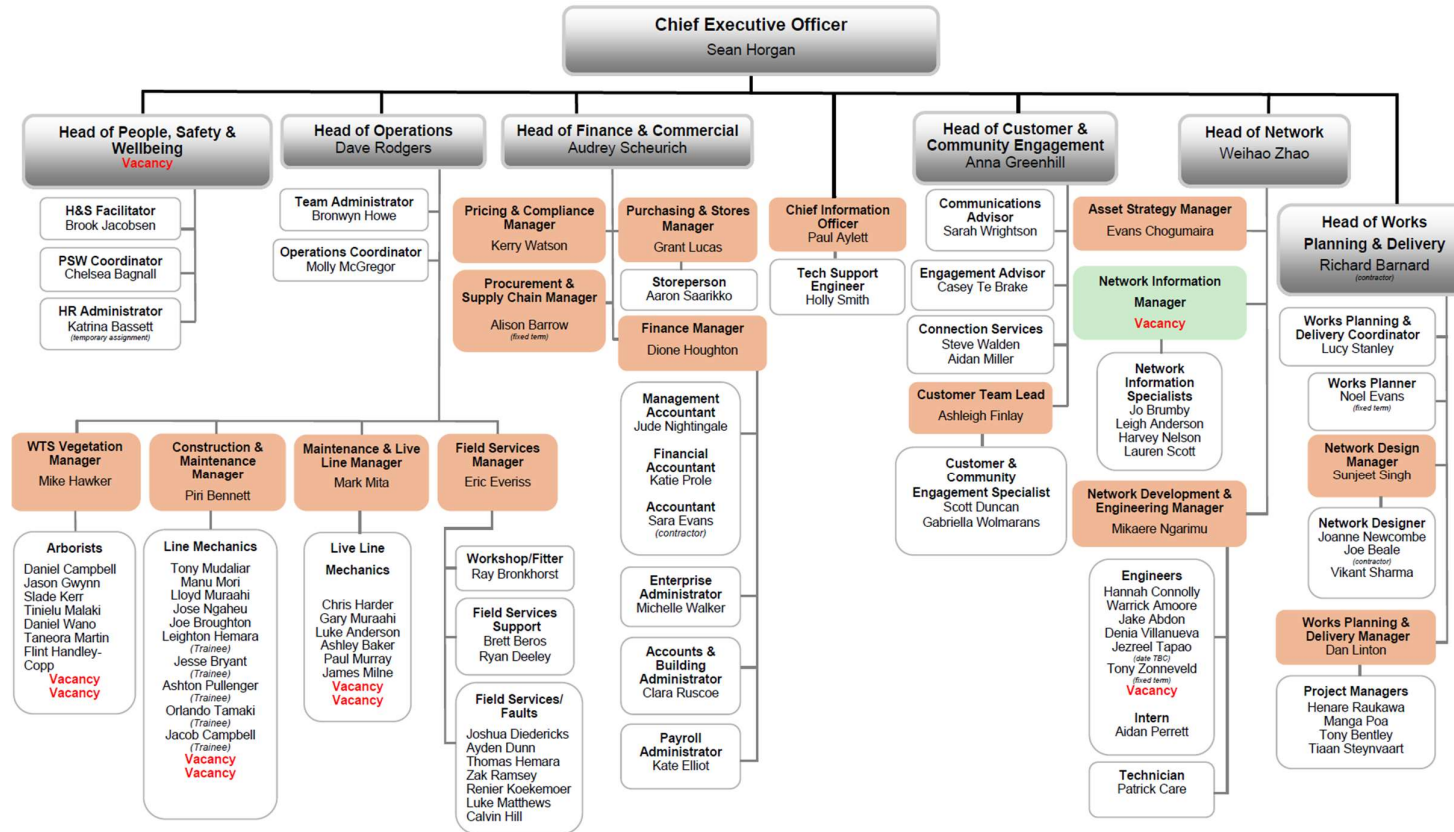 Chief Executive Officer
Sean Horgan
Head of People, Safety &
Wellbeing
Vacancy
H&S Facilitator
Brook Jacobsen
PSW Coordinator
Chelsea Bagnall
HR Administrator
Katrina Bassett
(temporary assignment)
Head of Operations
Dave Rodgers
Team Administrator
Bronwyn Howe
Operations Coordinator
Molly McGregor
WTS Vegetation
Manager
Mike Hawker
Arborists
Daniel Campbell
Jason Gwynn
Slade Kerr
Tinielu Malaki
Daniel Wano
Taneora Martin
Flint Handley-
Copp
Vacancy
Vacancy
Construction &
Maintenance
Manager
Piri Bennett
Line Mechanics
Tony Mudaliar
Manu Mori
Lloyd Muraahi
Jose Ngaheu
Joe Broughton
Leighton Hemara
(Trainee)
Jesse Bryant
(Trainee)
Ashton Pullenger
(Trainee)
Orlando Tamaki
(Trainee)
Jacob Campbell
(Trainee)
Vacancy
Vacancy
Maintenance & Live
Line Manager
Mark Mita
Live Line
Mechanics
Chris Harder
Gary Muraahi
Luke Anderson
Ashley Baker
Paul Murray
James Milne
Vacancy
Vacancy
Field Services
Manager
Eric Everiss
Workshop/Fitter
Ray Bronkhorst
Field Services
Support
Brett Beros
Ryan Deeley
Field Services/
Faults
Joshua Diedericks
Ayden Dunn
Thomas Hemara
Zak Ramsey
Renier Koekemoer
Luke Matthews
Calvin Hill
Head of Finance & Commercial
Audrey Scheurich
Pricing & Compliance
Manager
Kerry Watson
Procurement &
Supply Chain Manager
Alison Barrow
(fixed term)
Purchasing & Stores
Manager
Grant Lucas
Storeperson
Aaron Saarikko
Finance Manager
Dione Houghton
Management
Accountant
Jude Nightingale
Financial
Accountant
Katie Prole
Accountant
Sara Evans
(contractor)
Enterprise
Administrator
Michelle Walker
Accounts &
Building
Administrator
Clara Ruscoe
Payroll
Administrator
Kate Elliot
Chief Information
Officer
Paul Aylett
Tech Support
Engineer
Holly Smith
Head of Customer &
Community Engagement
Anna Greenhill
Communications
Advisor
Sarah Wrightson
Engagement Advisor
Casey Te Brake
Connection Services
Steve Walden
Aidan Miller
Customer Team Lead
Ashleigh Finlay
Customer &
Community
Engagement Specialist
Scott Duncan
Gabriella Wolmarans
Head of Network
Weihao Zhao
Asset Strategy Manager
Evans Chogumaira
Network Information
Manager
Vacancy
Network
Information
Specialists
Jo Brumby
Leigh Anderson
Harvey Nelson
Lauren Scott
Network Development &
Engineering Manager
Mikaere Ngarimu
Engineers
Hannah Connolly
Warrick Amoore
Jake Abdon
Denia Villanueva
Jezreel Tapao
(date TBC)
Tony Zonneveld
(fixed term)
Vacancy
Intern
Aidan Perrett
Technician
Patrick Care
Head of Works
Planning & Delivery
Richard Barnard
(contractor)
Works Planning &
Delivery Coordinator
Lucy Stanley
Works Planner
Noel Evans
(fixed term)
Network Design
Manager
Sunjeet Singh
Network Designer
Joanne Newcombe
Joe Beale
(contractor)
Vikant Sharma
Works Planning &
Delivery Manager
Dan Linton
Project Managers
Henare Raukawa
Manga Poa
Tony Bentley
Tiaan Steynvaart